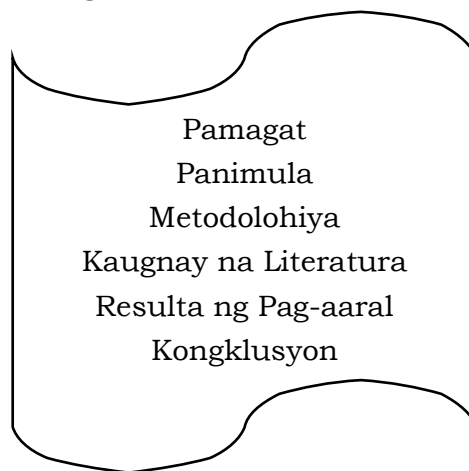 Pamagat
Panimula
Metodolohiya
Kaugnay na Literatura
Resulta ng Pag-aaral
Kongklusyon